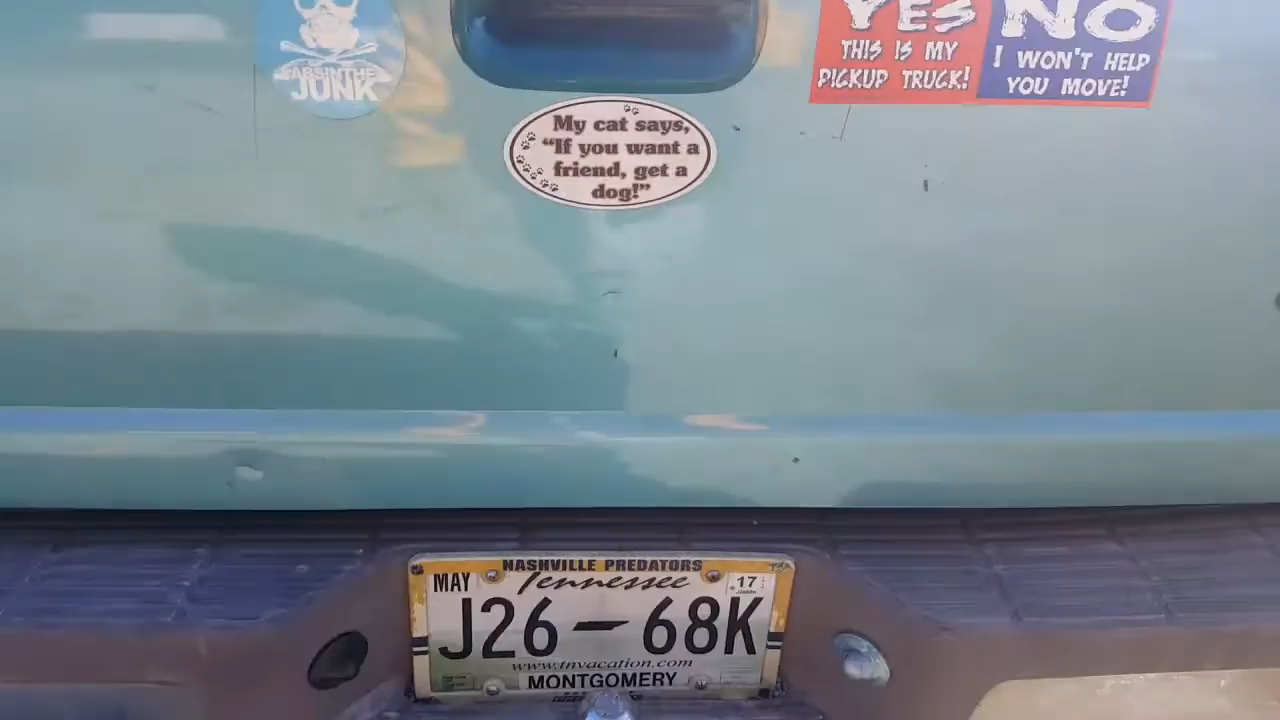 ABSINTHE
JUNK
YES
THIS IS MY
PICKUP TRUCK!
NO
I WON'T HELP
YOU MOVE!
My cat says,
"If you want a
friend, get a
dog!"
NASHVILLE PREDATORS
MAY
Tennessee
17
J26-68K
www.tnvacation.com
MONTGOMERY